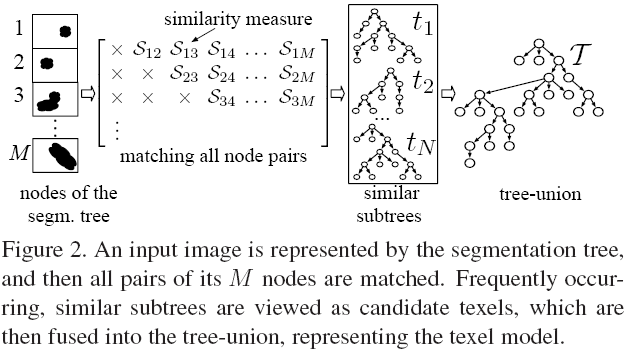 similarity measure
1
2
3
⋮
M
× S₁₂ S₁₃ S₁₄ … S₁M
× × S₂₃ S₂₄ … S₂M
× × × S₃₄ … S₃M
⋮
matching all node pairs
t₁
t₂
...
t_N
T
nodes of the
segm. tree
similar
subtrees
tree-union
Figure 2. An input image is represented by the segmentation tree,
and then all pairs of its M nodes are matched. Frequently occur-
ring, similar subtrees are viewed as candidate texels, which are
then fused into the tree-union, representing the texel model.